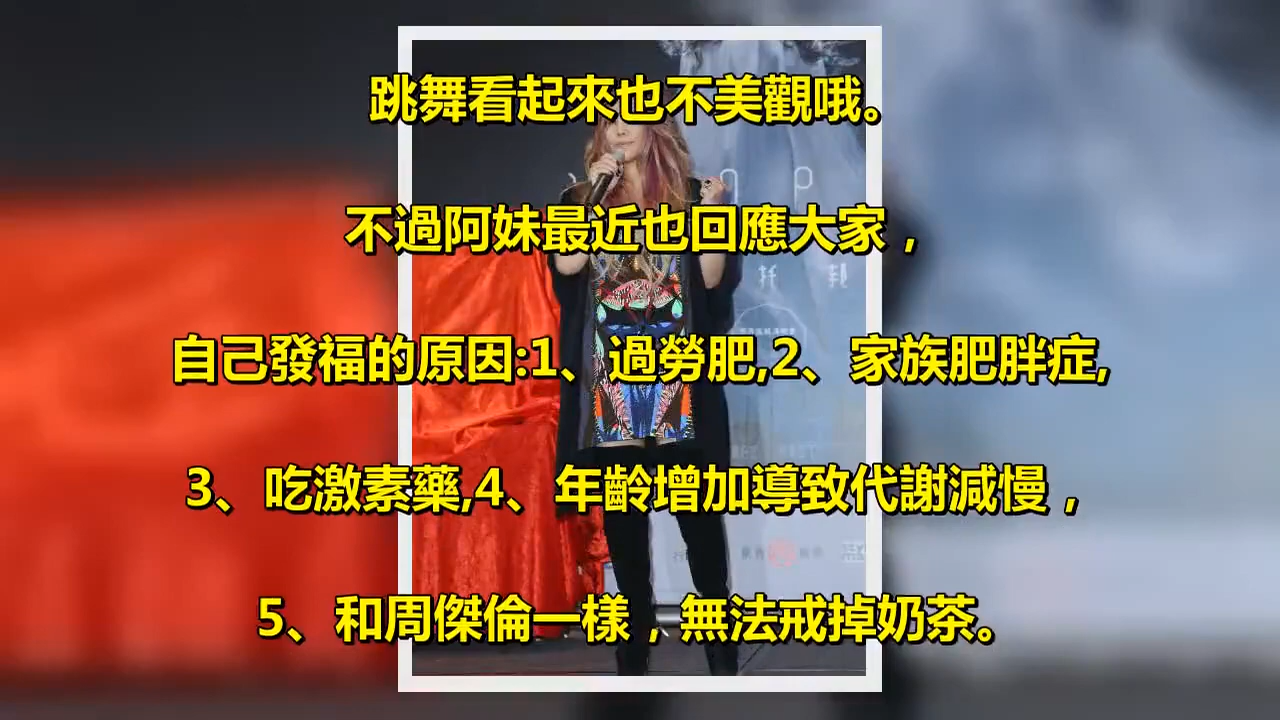 跳舞看起來也不美觀哦。
不過阿妹最近也回應大家，
自己發福的原因:1、過勞肥,2、家族肥胖症,
3、吃激素藥,4、年齡增加導致代謝減慢，
5、和周傑倫一樣，無法戒掉奶茶。